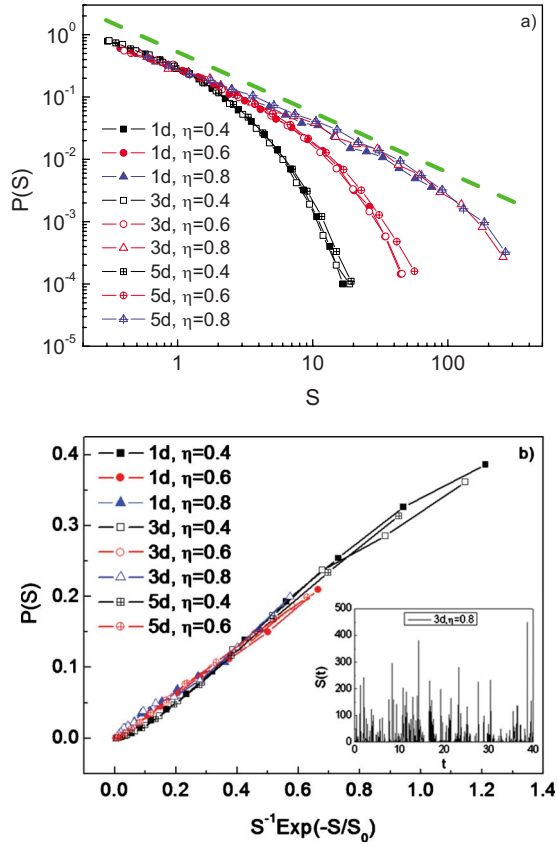 a)
10⁰
10⁻¹
10⁻²
10⁻³
10⁻⁴
10⁻⁵
P(S)
1d, η=0.4
1d, η=0.6
1d, η=0.8
3d, η=0.4
3d, η=0.6
3d, η=0.8
5d, η=0.4
5d, η=0.6
5d, η=0.8
1 10 100
S
b)
0.4
0.3
0.2
0.1
0.0
P(S)
1d, η=0.4
1d, η=0.6
1d, η=0.8
3d, η=0.4
3d, η=0.6
3d, η=0.8
5d, η=0.4
5d, η=0.6
500
400
300
200
100
0
S(t)
3d,η=0.8
0 10 20 30 40
t
0.0 0.2 0.4 0.6 0.8 1.0 1.2 1.4
S⁻¹Exp(-S/S₀)